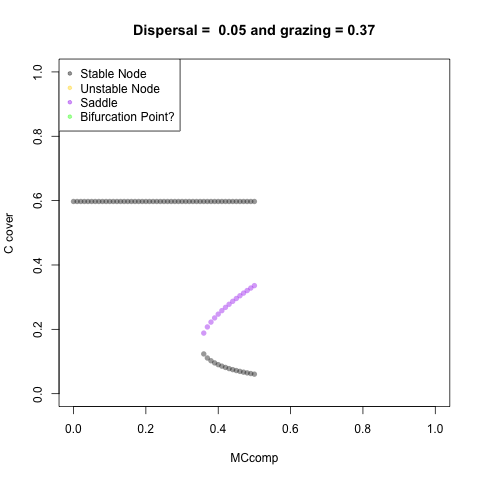 Dispersal =  0.05 and grazing = 0.37
Stable Node
Unstable Node
Saddle
Bifurcation Point?
C cover
1.0
0.8
0.6
0.4
0.2
0.0
0.0 0.2 0.4 0.6 0.8 1.0
MCcomp